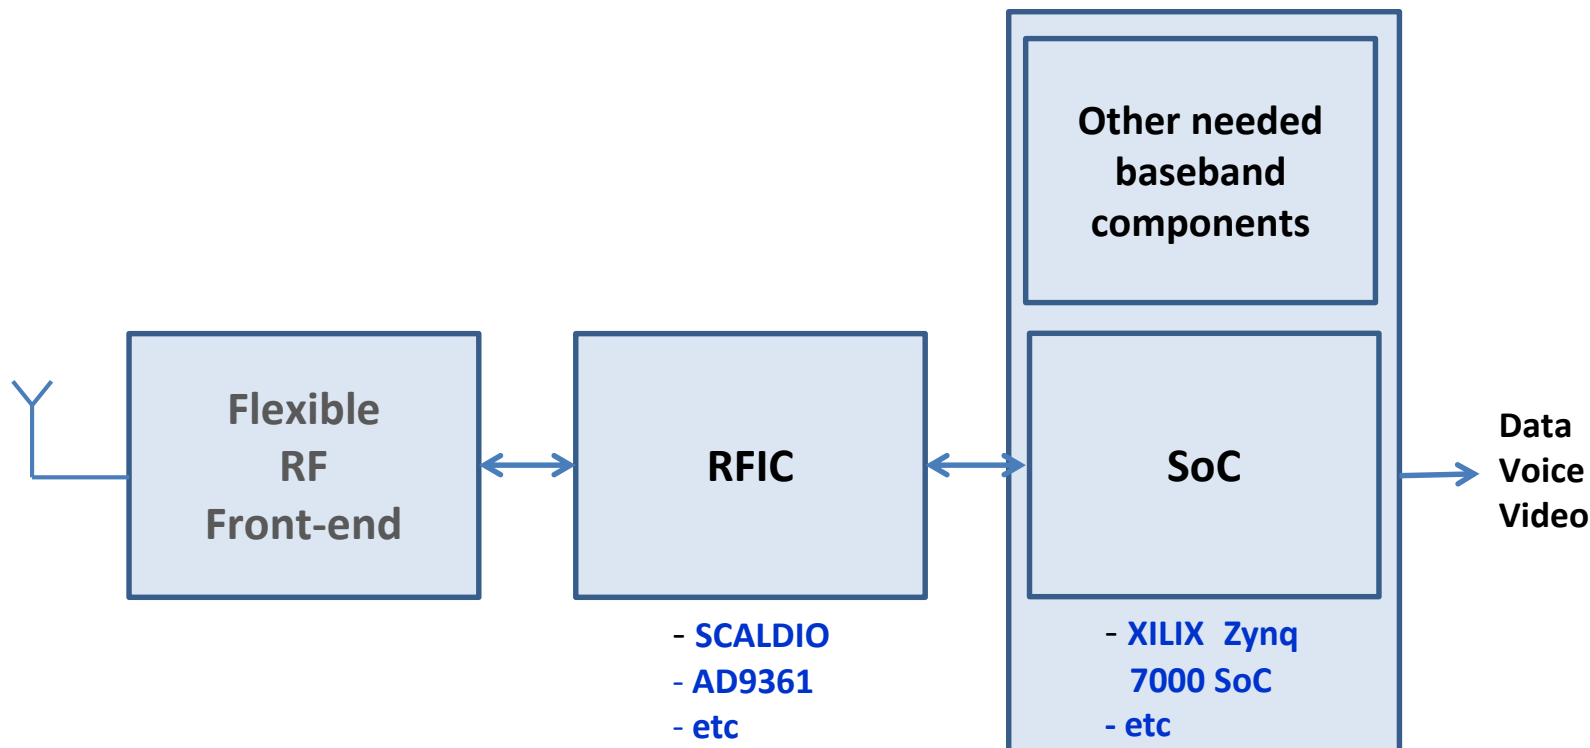 Other needed
baseband
components
Flexible
RF
Front-end
RFIC
SoC
Data
Voice
Video
- SCALDIO
- AD9361
- etc
- XILIX  Zynq
7000 SoC
- etc